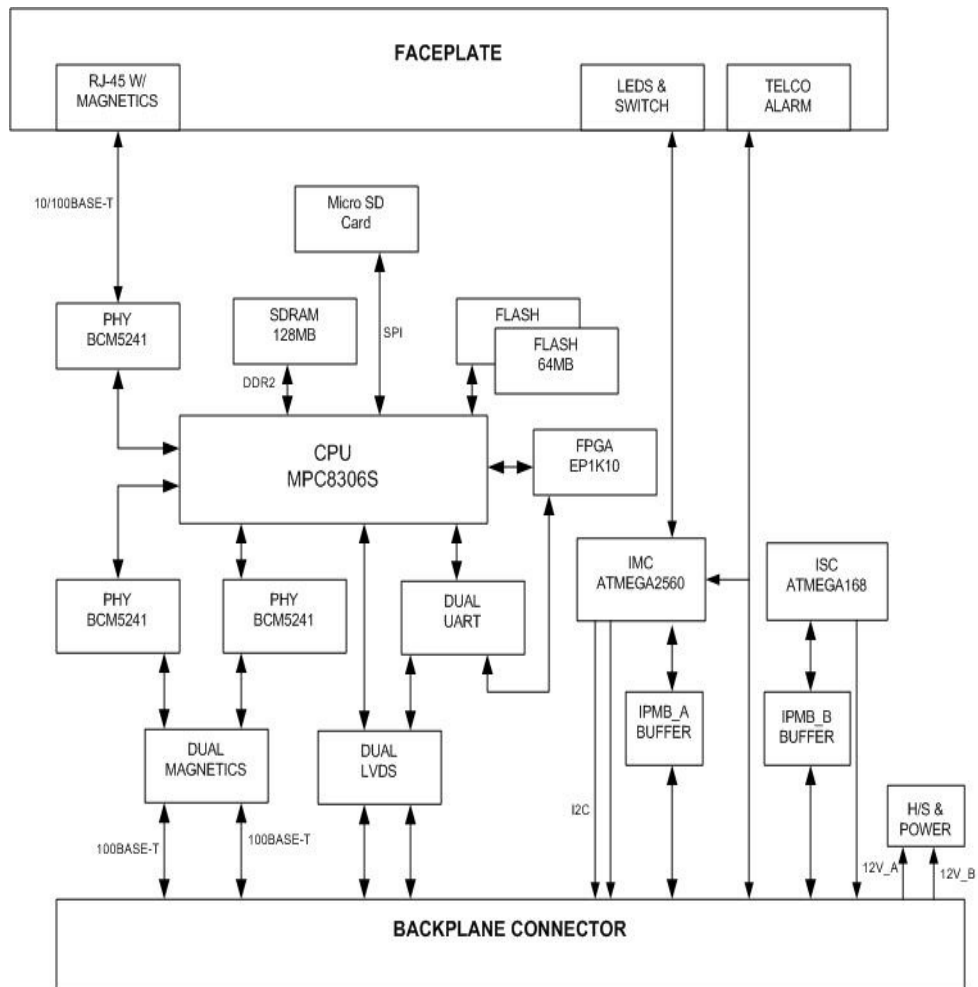 FACEPLATE
RJ-45 W/
MAGNETICS
LEDS &
SWITCH
TELCO
ALARM
10/100BASE-T
Micro SD
Card
PHY
BCM5241
SDRAM
128MB
SPI
FLASH
FLASH
64MB
DDR2
CPU
MPC8306S
FPGA
EP1K10
IMC
ATMEGA2560
ISC
ATMEGA168
PHY
BCM5241
PHY
BCM5241
DUAL
UART
IPMB_A
BUFFER
IPMB_B
BUFFER
DUAL
MAGNETICS
DUAL
LVDS
I2C
H/S &
POWER
100BASE-T
100BASE-T
12V_A
12V_B
BACKPLANE CONNECTOR